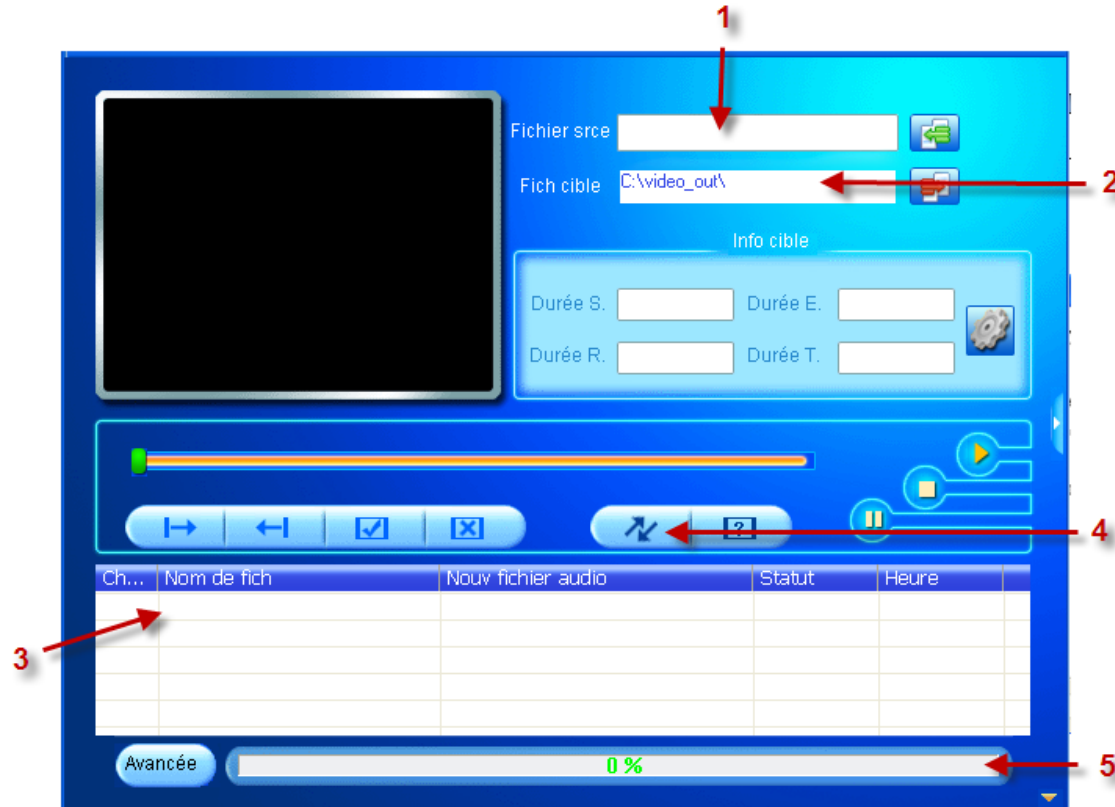 1
Fichier srce
Fich cible C:\video_out\
2
Info cible
Durée S. Durée E.
Durée R. Durée T.
?
4
Ch... Nom de fich Nouv fichier audio Statut Heure
3
Avancée 0 %
5